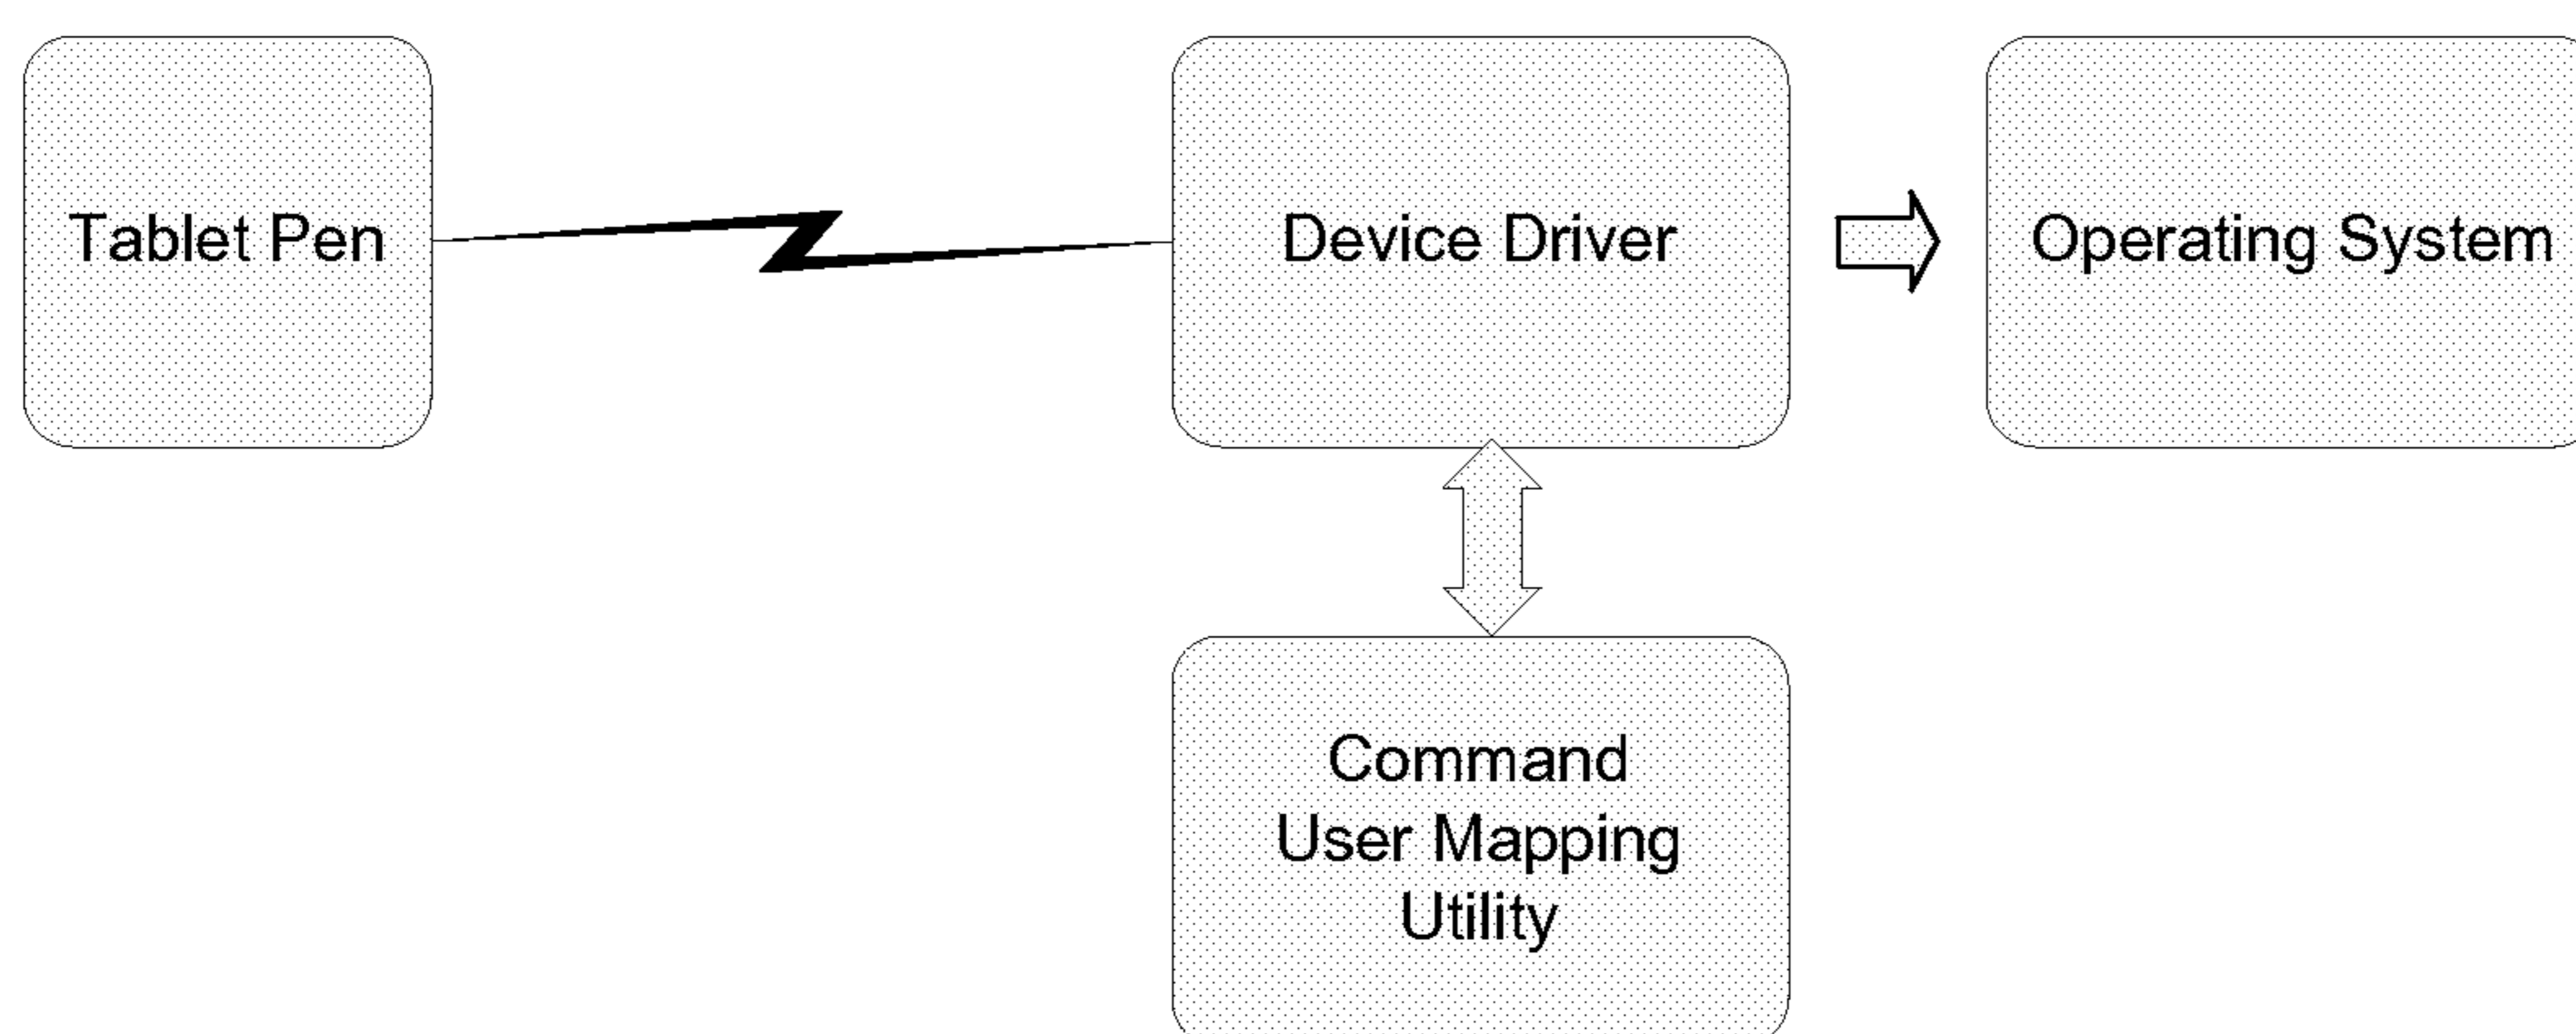 Tablet Pen
Device Driver
Operating System
Command
User Mapping
Utility